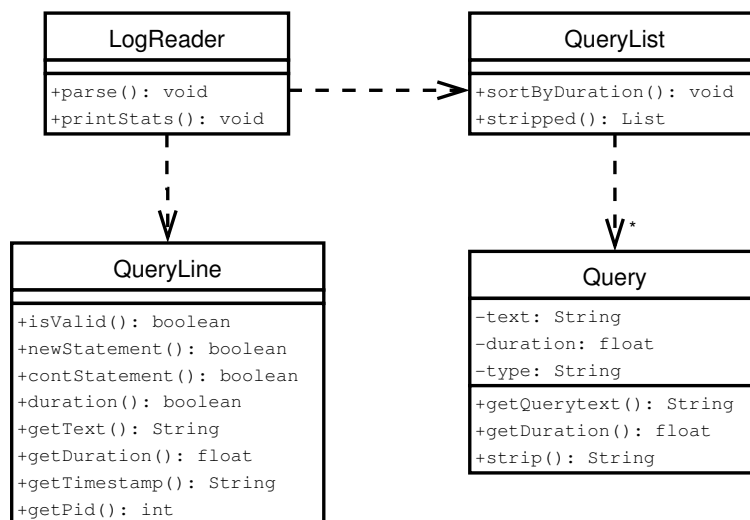 LogReader
+parse(): void
+printStats(): void
QueryList
+sortByDuration(): void
+stripped(): List
*
QueryLine
+isValid(): boolean
+newStatement(): boolean
+contStatement(): boolean
+duration(): boolean
+getText(): String
+getDuration(): float
+getTimestamp(): String
+getPid(): int
Query
-text: String
-duration: float
-type: String
+getQuerytext(): String
+getDuration(): float
+strip(): String